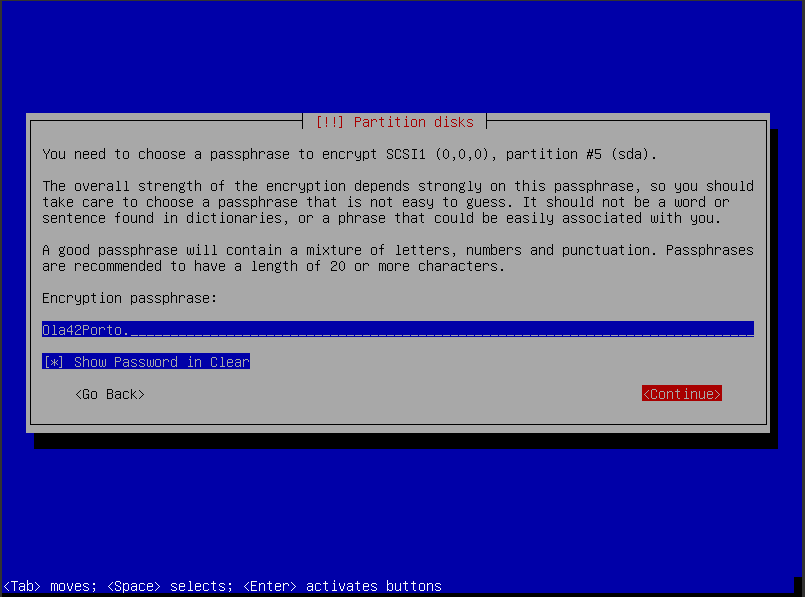 [!!] Partition disks
You need to choose a passphrase to encrypt SCSI1 (0,0,0), partition #5 (sda).
The overall strength of the encryption depends strongly on this passphrase, so you should
take care to choose a passphrase that is not easy to guess. It should not be a word or
sentence found in dictionaries, or a phrase that could be easily associated with you.
A good passphrase will contain a mixture of letters, numbers and punctuation. Passphrases
are recommended to have a length of 20 or more characters.
Encryption passphrase:
Ola42Porto.
[*] Show Password in Clear
<Go Back> <Continue>
<Tab> moves; <Space> selects; <Enter> activates buttons